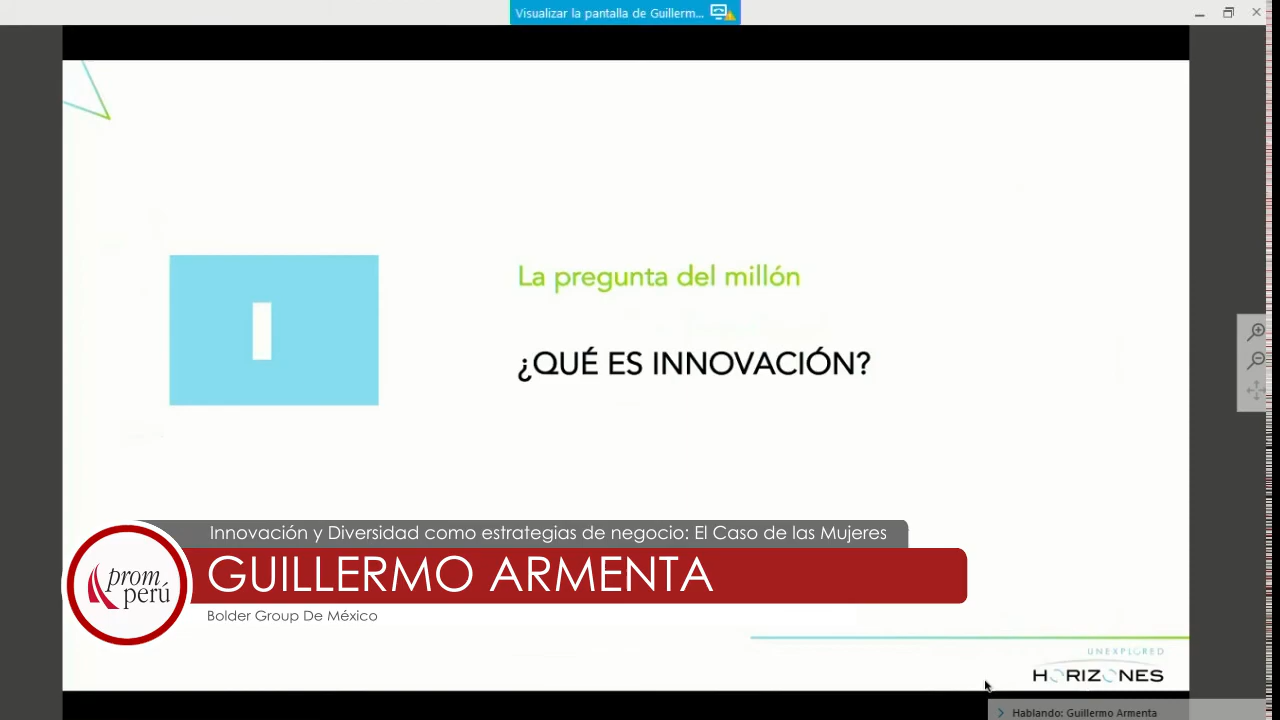 Visualizar la pantalla de Guillerm...
I
La pregunta del millón
¿QUÉ ES INNOVACIÓN?
Innovación y Diversidad como estrategias de negocio: El Caso de las Mujeres
GUILLERMO ARMENTA
prom
perú
Bolder Group De México
UNEXPLORED
HORIZONES
Hablando: Guillermo Armenta